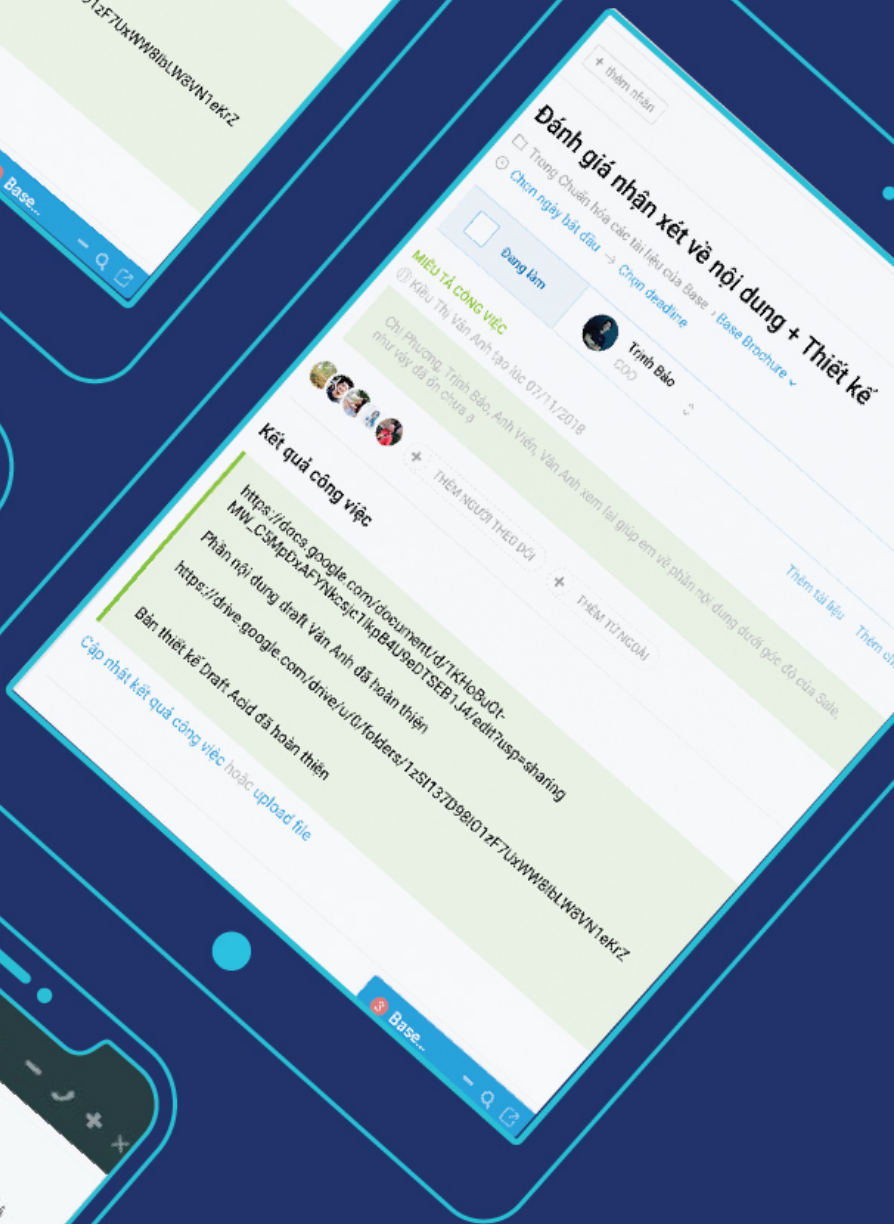 Base...
+ thêm nhãn
Đánh giá nhận xét về nội dung + Thiết kế
Trong Chuẩn hóa các tài liệu của Base › Base Brochure
Chọn ngày bắt đầu → Chọn deadline
Đang làm
Trịnh Bảo
COO
Thêm tài liệu
MIÊU TẢ CÔNG VIỆC
Kiều Thị Vân Anh tạo lúc 07/11/2018
Chị Phương, Trịnh Bảo, Anh Viên, Vân Anh xem lại giúp em về phần nội dung dưới góc độ của Sale,
như vậy đã ổn chưa ạ
+ THÊM NGƯỜI THEO DÕI
+ THÊM TỪ NGOÀI
Kết quả công việc
https://docs.google.com/document/d/
/edit?usp=sharing
Phần nội dung draft Vân Anh đã hoàn thiện
https://drive.google.com/drive/u/0/folders/
Bản thiết kế Draft Acid đã hoàn thiện
Cập nhật kết quả công việc hoặc upload file
3 Base...